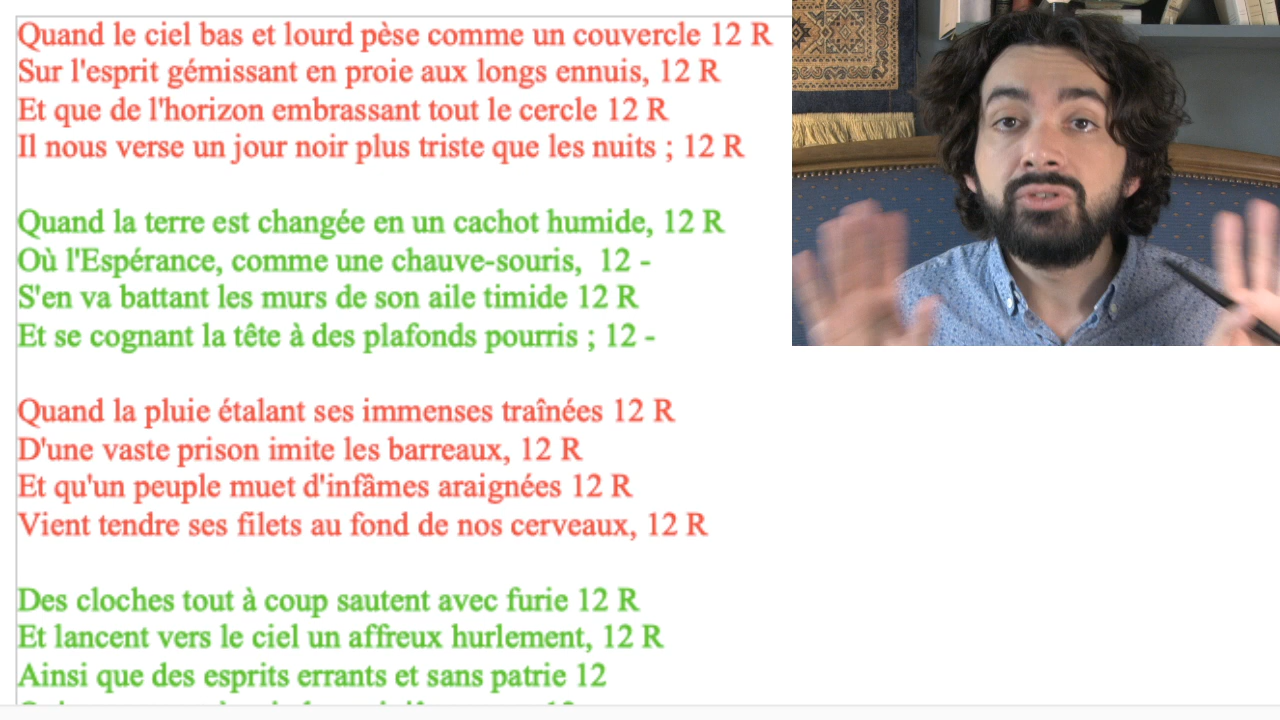 Quand le ciel bas et lourd pèse comme un couvercle 12 R
Sur l'esprit gémissant en proie aux longs ennuis, 12 R
Et que de l'horizon embrassant tout le cercle 12 R
Il nous verse un jour noir plus triste que les nuits ; 12 R
Quand la terre est changée en un cachot humide, 12 R
Où l'Espérance, comme une chauve-souris, 12 -
S'en va battant les murs de son aile timide 12 R
Et se cognant la tête à des plafonds pourris ; 12 -
Quand la pluie étalant ses immenses traînées 12 R
D'une vaste prison imite les barreaux, 12 R
Et qu'un peuple muet d'infâmes araignées 12 R
Vient tendre ses filets au fond de nos cerveaux, 12 R
Des cloches tout à coup sautent avec furie 12 R
Et lancent vers le ciel un affreux hurlement, 12 R
Ainsi que des esprits errants et sans patrie 12